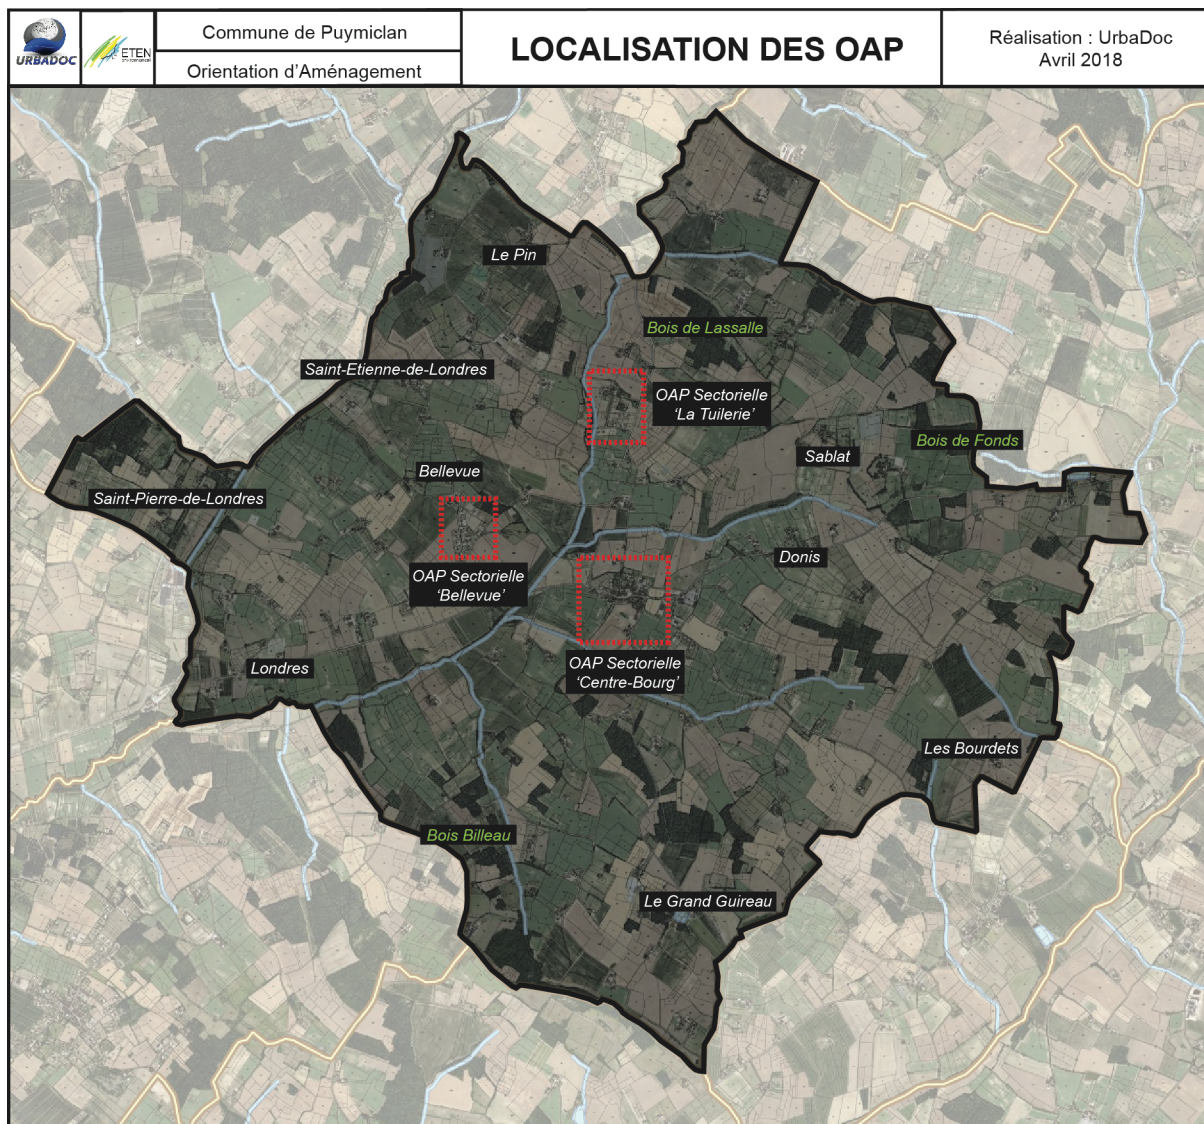 URBADOC
ETEN
environnement
Commune de Puymiclan
Orientation d'Aménagement
LOCALISATION DES OAP
Réalisation : UrbaDoc
Avril 2018
Le Pin
Bois de Lassalle
Saint-Etienne-de-Londres
OAP Sectorielle
‘La Tuilerie’
Bois de Fonds
Sablat
Bellevue
Saint-Pierre-de-Londres
Donis
OAP Sectorielle
‘Bellevue’
Londres
OAP Sectorielle
‘Centre-Bourg’
Les Bourdets
Bois Billeau
Le Grand Guireau